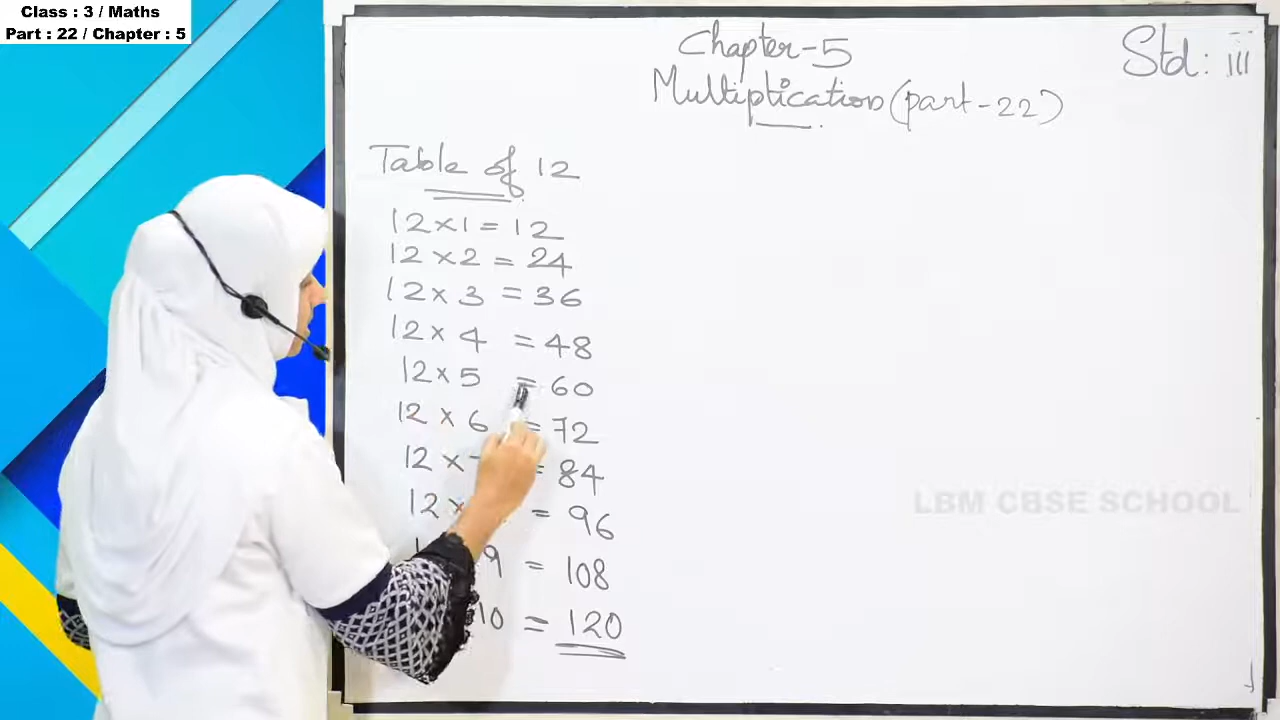 Class : 3 / Maths
Part : 22 / Chapter : 5
Chapter-5
Std: iii
Multiplication (part-22)
Table of 12
12 × 1 = 12
12 × 2 = 24
12 × 3 = 36
12 × 4 = 48
12 × 5 = 60
12 × 6 = 72
12 × = 84
12 × = 96
9 = 108
10 = 120
LBM CBSE SCHOOL